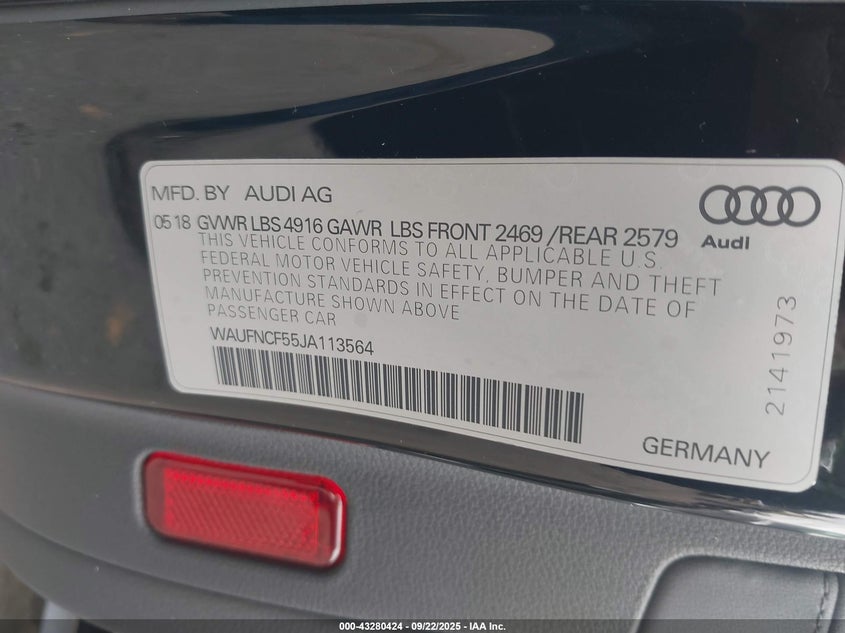 MFD. BY AUDI AG
05 18 GVWR LBS 4916 GAWR LBS FRONT 2469 / REAR 2579
THIS VEHICLE CONFORMS TO ALL APPLICABLE U.S.
FEDERAL MOTOR VEHICLE SAFETY, BUMPER AND THEFT
PREVENTION STANDARDS IN EFFECT ON THE DATE OF
MANUFACTURE SHOWN ABOVE
PASSENGER CAR
WAUFNCF55JA113564
Audi
2141973
GERMANY
000-43280424 - 09/22/2025 - IAA Inc.